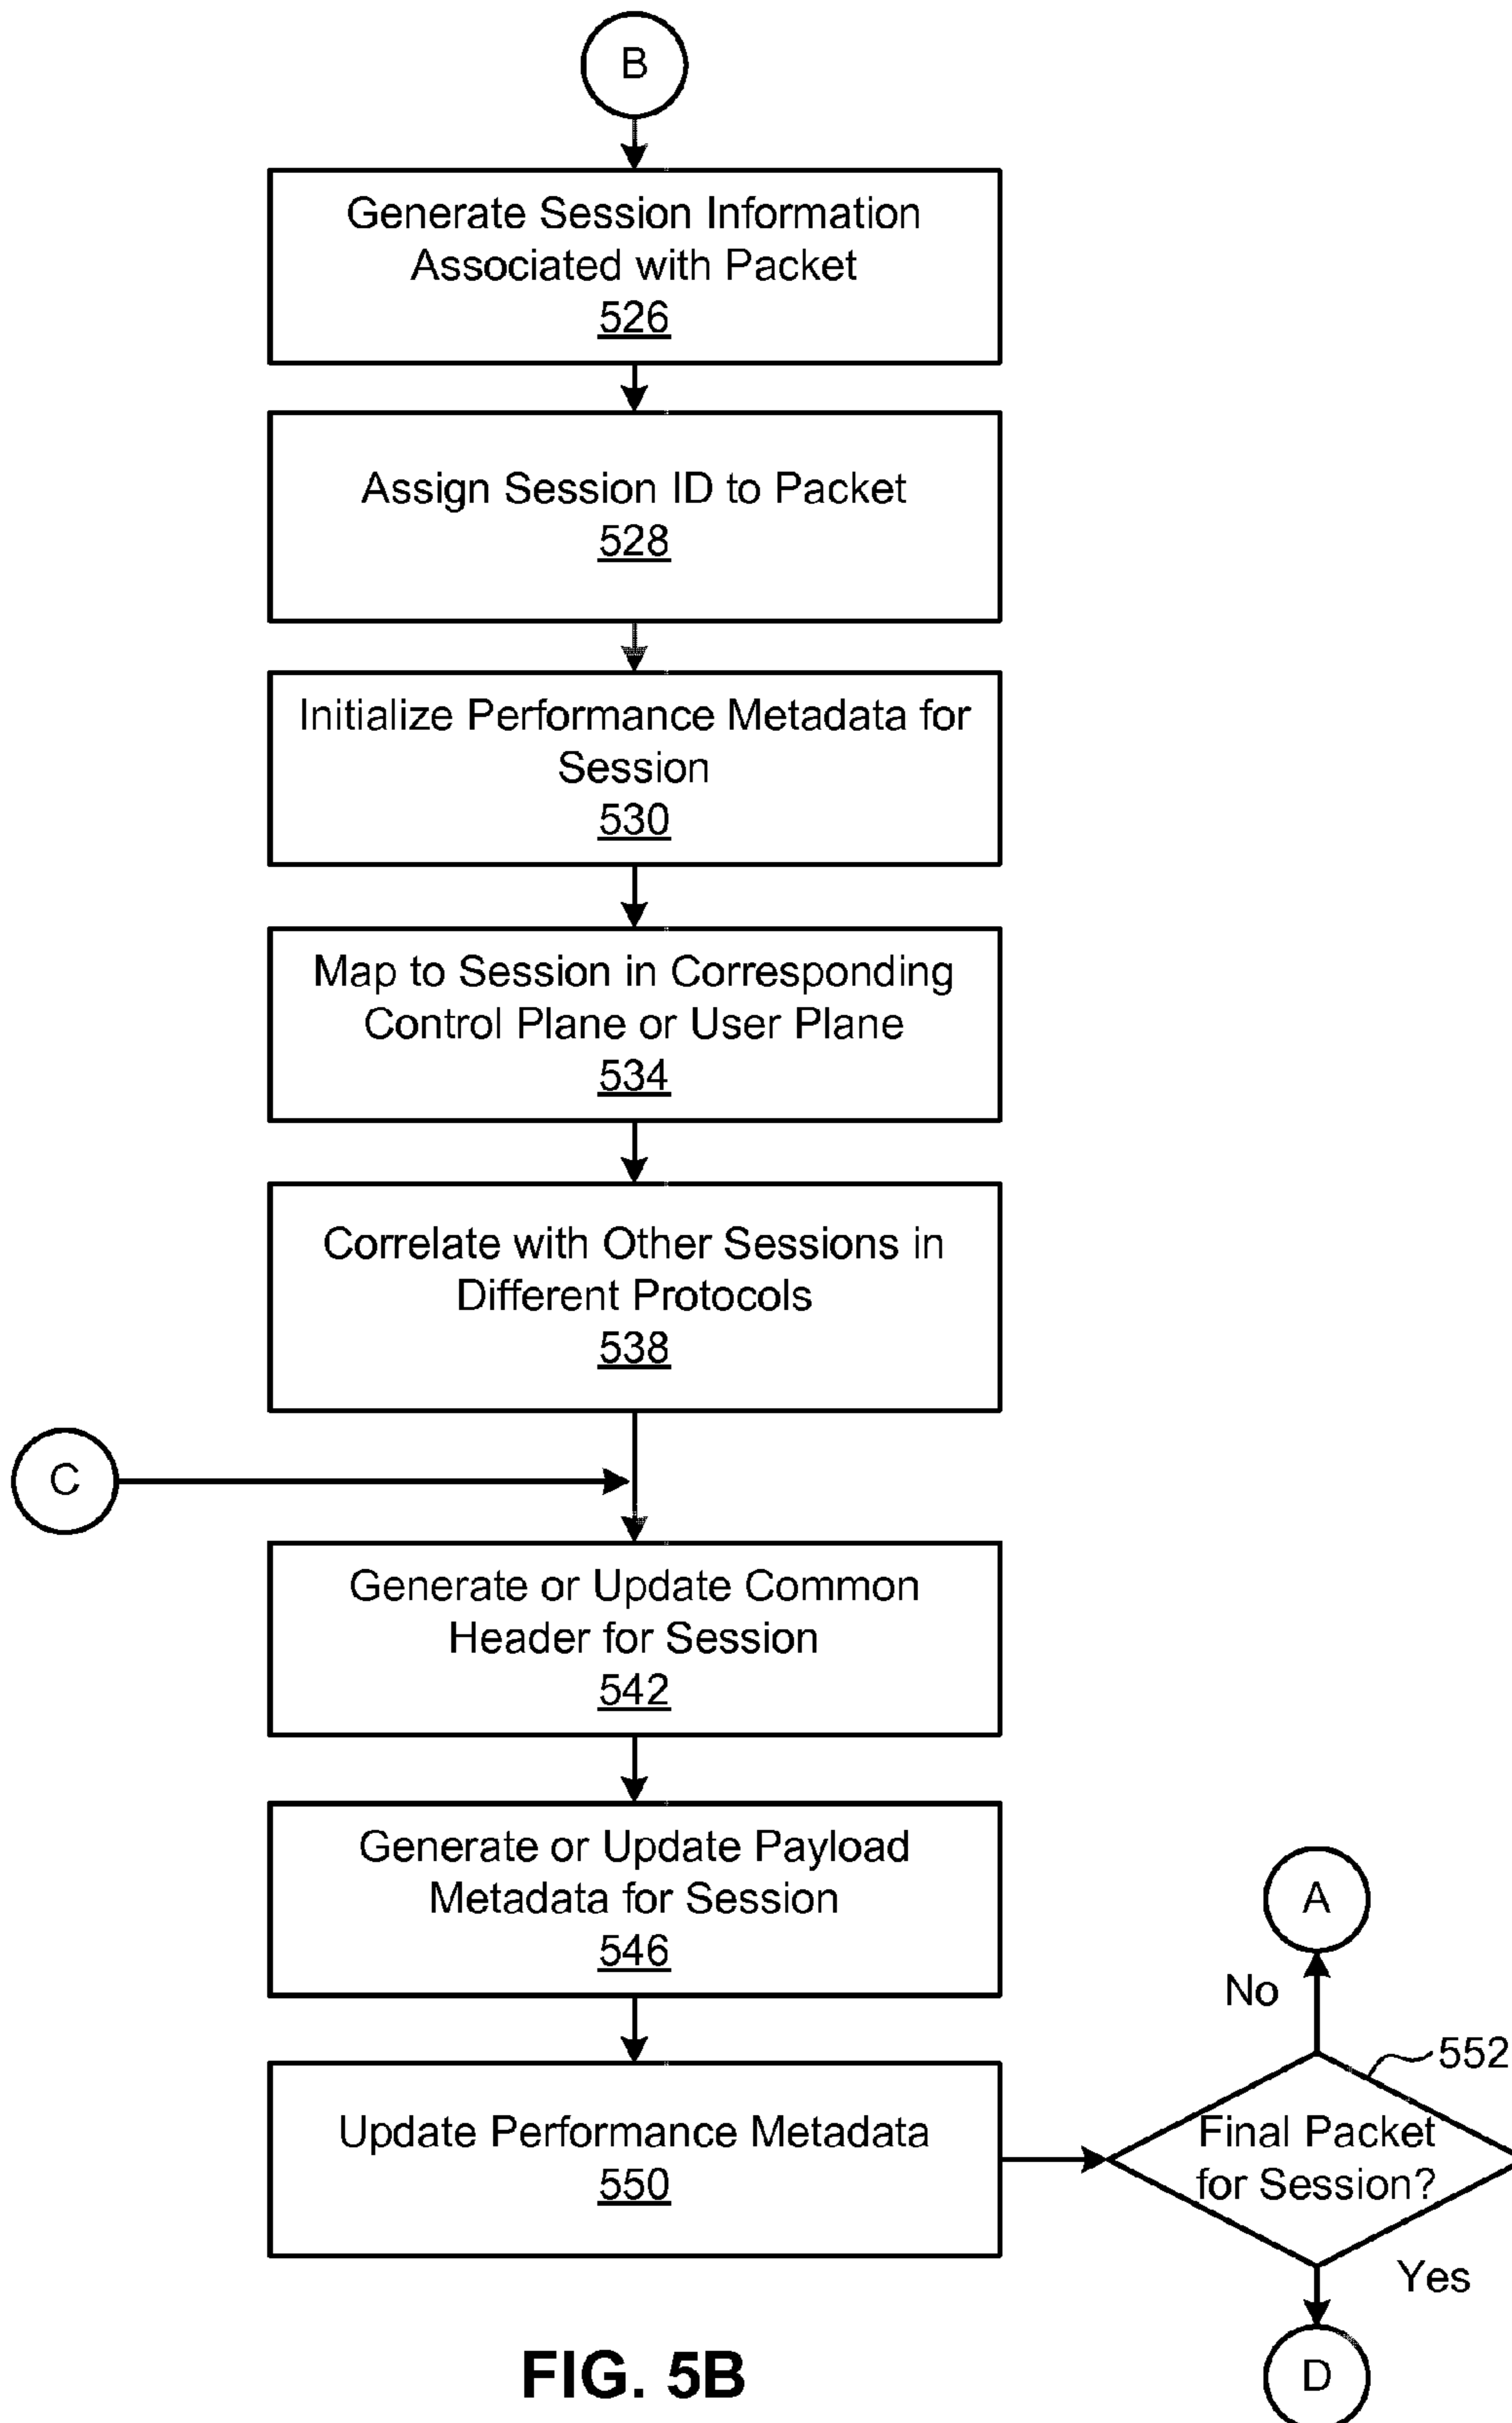 B
Generate Session Information
Associated with Packet
526
Assign Session ID to Packet
528
Initialize Performance Metadata for
Session
530
Map to Session in Corresponding
Control Plane or User Plane
534
Correlate with Other Sessions in
Different Protocols
538
C
Generate or Update Common
Header for Session
542
Generate or Update Payload
Metadata for Session
546
A
No
552
Update Performance Metadata
550
Final Packet
for Session?
Yes
D
FIG. 5B